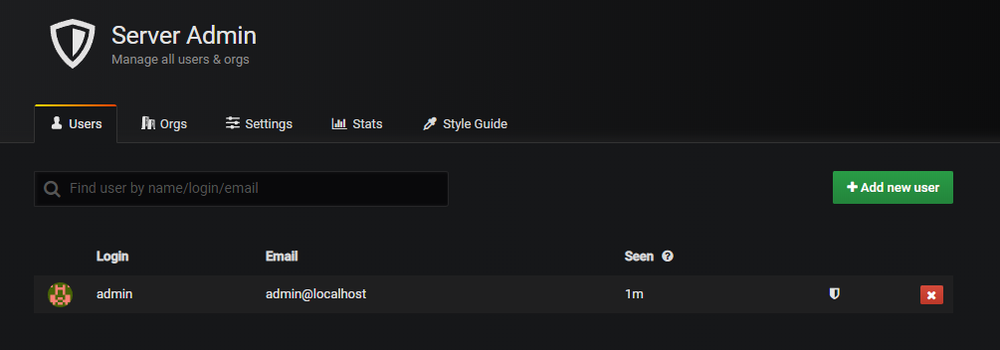 Server Admin
Manage all users & orgs
Users Orgs Settings Stats Style Guide
Find user by name/login/email
Add new user
Login Email Seen
admin admin@localhost 1m